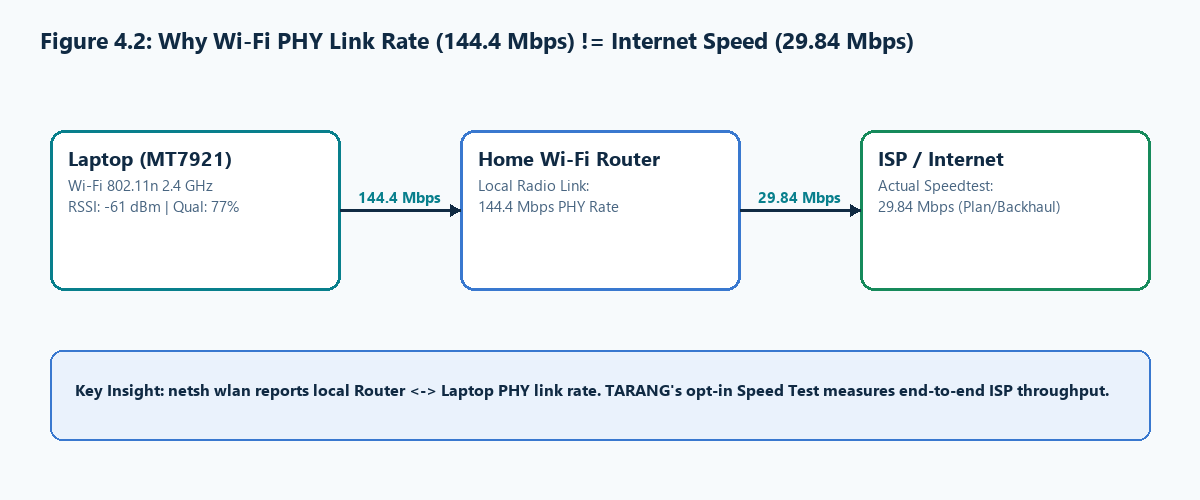 Figure 4.2: Why Wi-Fi PHY Link Rate (144.4 Mbps) != Internet Speed (29.84 Mbps)
Laptop (MT7921)
Wi-Fi 802.11n 2.4 GHz
RSSI: -61 dBm | Qual: 77%
144.4 Mbps
Home Wi-Fi Router
Local Radio Link:
144.4 Mbps PHY Rate
29.84 Mbps
ISP / Internet
Actual Speedtest:
29.84 Mbps (Plan/Backhaul)
Key Insight: netsh wlan reports local Router <-> Laptop PHY link rate. TARANG's opt-in Speed Test measures end-to-end ISP throughput.